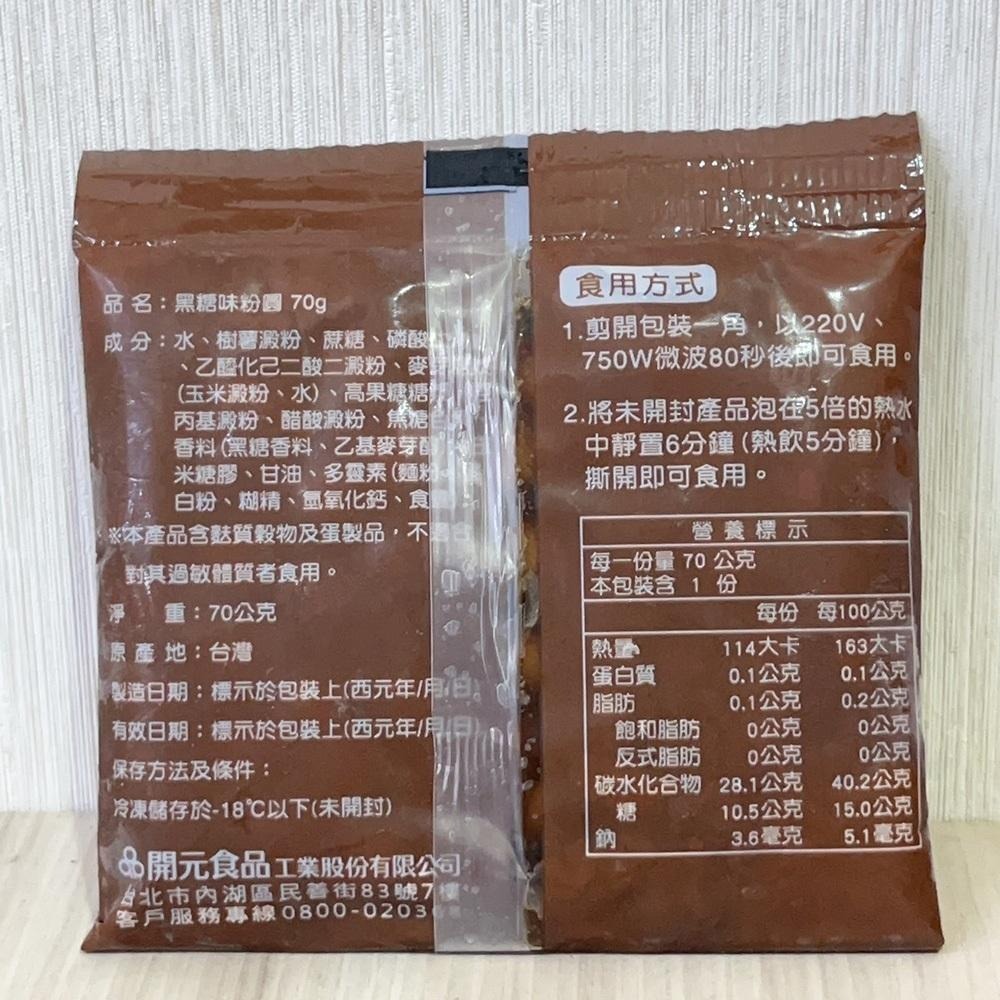 品名：黑糖味粉圓 70g
成分：水、樹薯澱粉、蔗糖、磷酸
、乙醯化己二酸二澱粉、麥芽
(玉米澱粉、水)、高果糖糖
丙基澱粉、醋酸澱粉、焦糖
香料(黑糖香料、乙基麥芽醇
米糖膠、甘油、多靈素(麵粉
白粉、糊精、氫氧化鈣、食
※本產品含麩質穀物及蛋製品，不適合
對其過敏體質者食用。
淨 重：70公克
原產地：台灣
製造日期：標示於包裝上(西元年/月/日)
有效日期：標示於包裝上(西元年/月/日)
保存方法及條件：
冷凍儲存於-18℃以下(未開封)
開元食品工業股份有限公司
台北市內湖區民善街83號7樓
客戶服務專線0800-0203
食用方式
1.剪開包裝一角，以220V、
750W微波80秒後即可食用。
2.將未開封產品泡在5倍的熱水
中靜置6分鐘(熱飲5分鐘)，
撕開即可食用。
營養標示
每一份量 70 公克
本包裝含 1 份
每份 每100公克
熱量 114大卡 163大卡
蛋白質 0.1公克 0.1公克
脂肪 0.1公克 0.2公克
飽和脂肪 0公克 0公克
反式脂肪 0公克 0公克
碳水化合物 28.1公克 40.2公克
糖 10.5公克 15.0公克
鈉 3.6毫克 5.1毫克